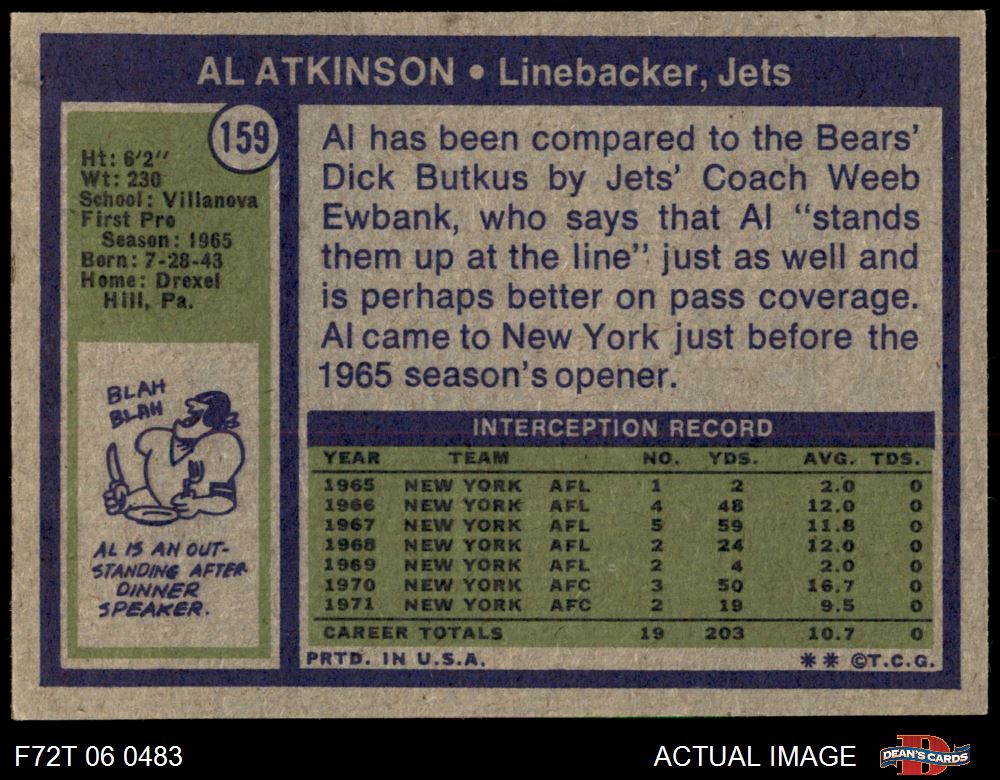 AL ATKINSON • Linebacker, Jets
159
Ht: 6'2"
Wt: 230
School: Villanova
First Pro
Season: 1965
Born: 7-28-43
Home: Drexel
Hill, Pa.
BLAH
BLAH
AL IS AN OUT-
STANDING AFTER
DINNER
SPEAKER.
Al has been compared to the Bears'
Dick Butkus by Jets' Coach Weeb
Ewbank, who says that Al "stands
them up at the line" just as well and
is perhaps better on pass coverage.
Al came to New York just before the
1965 season's opener.
INTERCEPTION RECORD
YEAR TEAM NO. YDS. AVG. TDS.
1965 NEW YORK AFL 1 2 2.0 0
1966 NEW YORK AFL 4 48 12.0 0
1967 NEW YORK AFL 5 59 11.8 0
1968 NEW YORK AFL 2 24 12.0 0
1969 NEW YORK AFL 2 4 2.0 0
1970 NEW YORK AFC 3 50 16.7 0
1971 NEW YORK AFC 2 19 9.5 0
CAREER TOTALS 19 203 10.7 0
PRTD. IN U.S.A. ** ©T.C.G.
F72T 06 0483 ACTUAL IMAGE DEAN'S CARDS